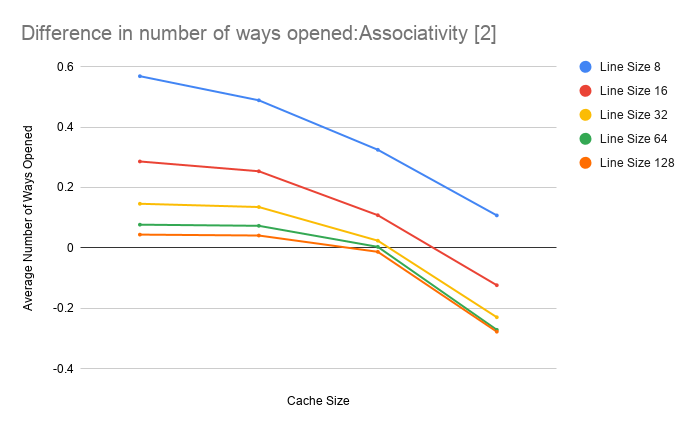 Difference in number of ways opened:Associativity [2]
0.6
0.4
0.2
0
-0.2
-0.4
Average Number of Ways Opened
Cache Size
Line Size 8
Line Size 16
Line Size 32
Line Size 64
Line Size 128